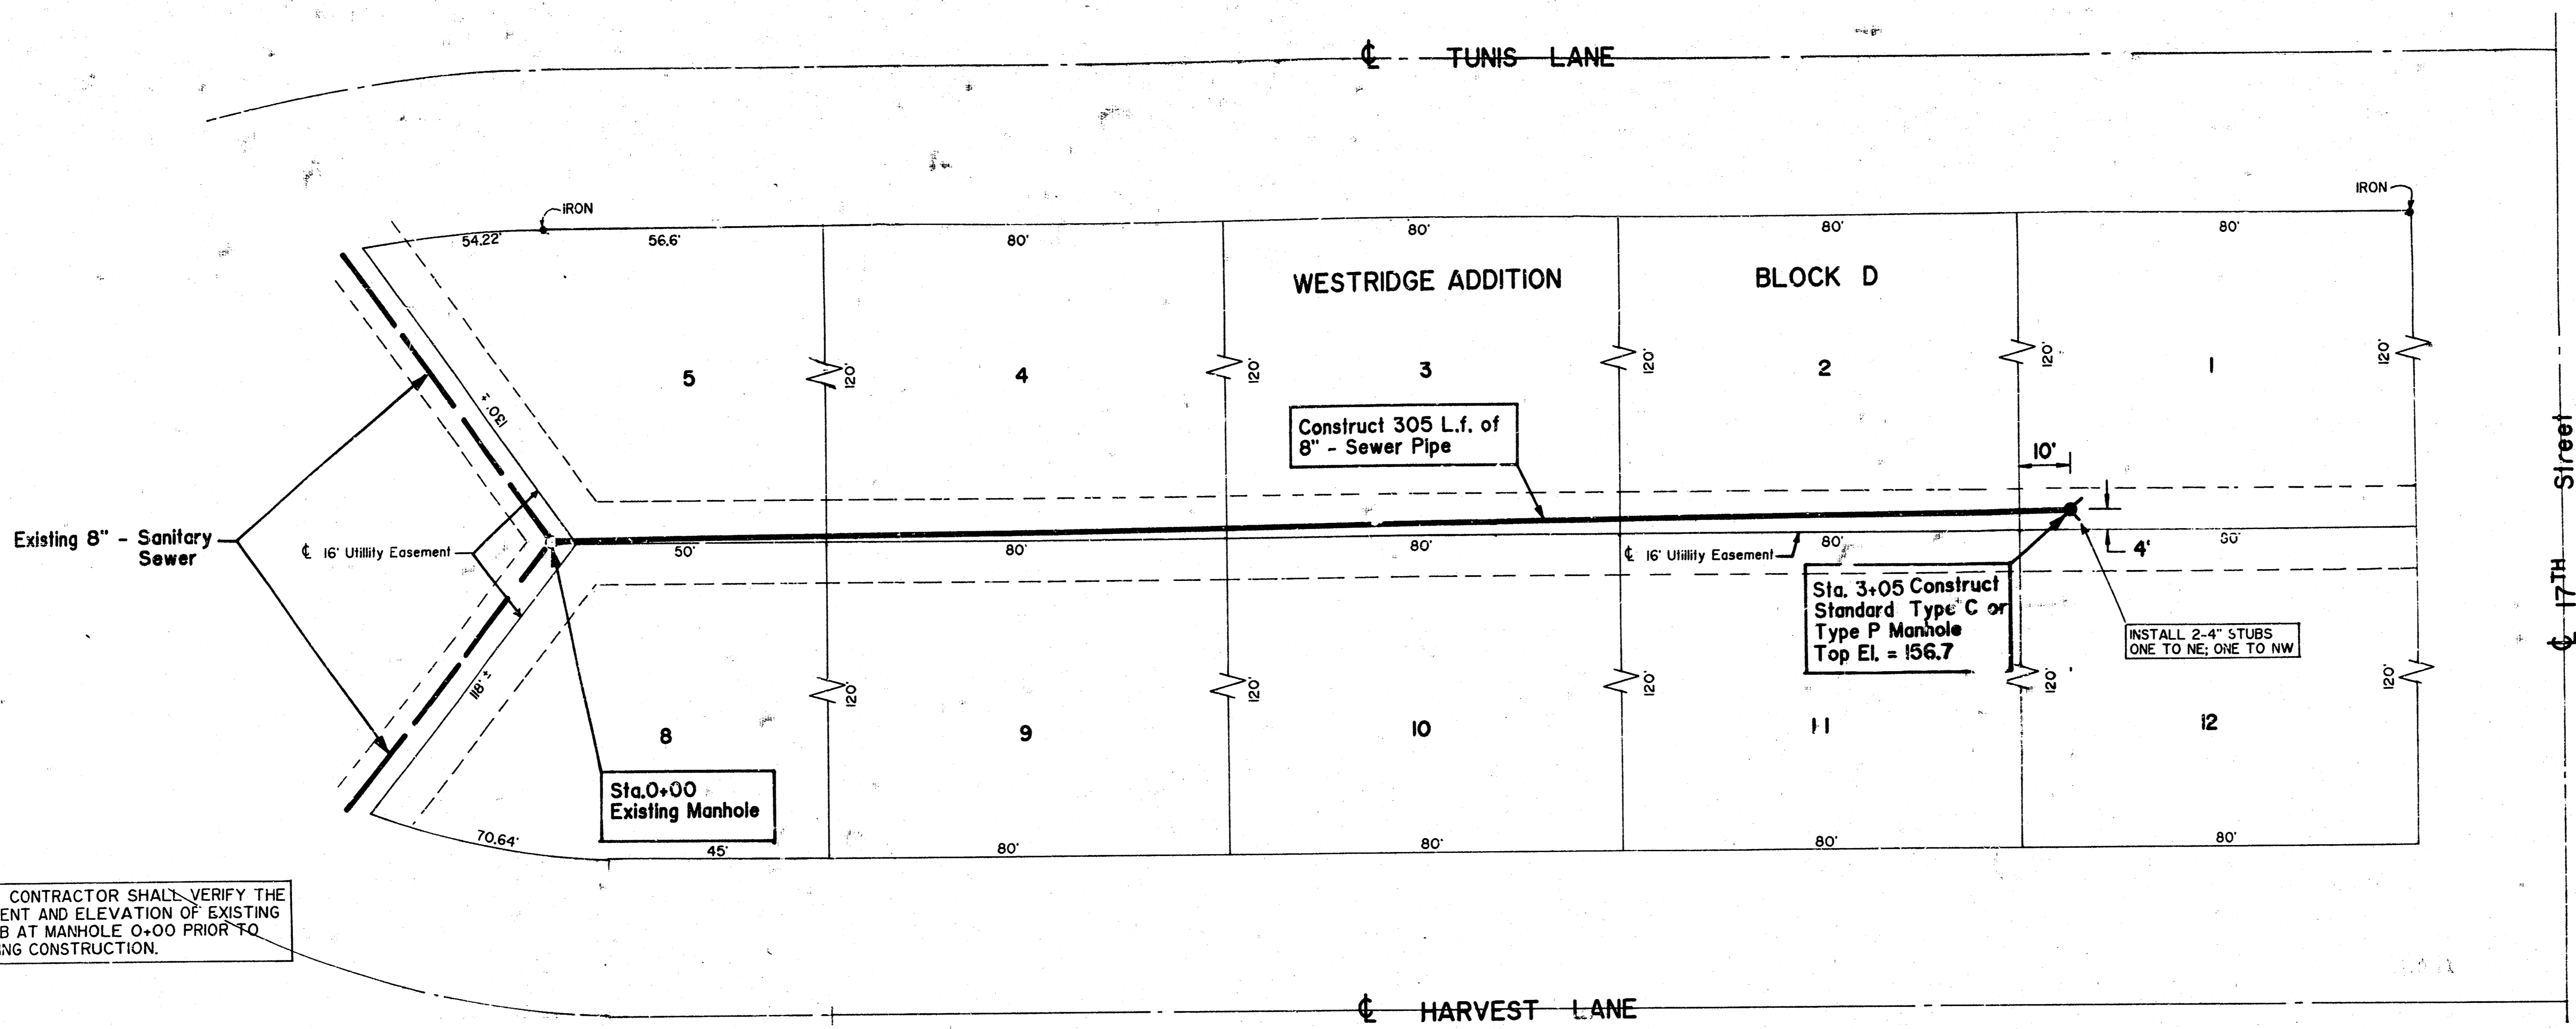 ℄ TUNIS LANE
IRON
IRON
54.22'
56.6'
80'
80'
80'
80'
WESTRIDGE ADDITION
BLOCK D
5
120'
4
120'
3
120'
2
120'
1
120'
130' ±
Construct 305 L.f. of
8" - Sewer Pipe
10'
℄ 17TH Street
Existing 8" - Sanitary
Sewer
℄ 16' Utillity Easement
50'
80'
80'
℄ 16' Utillity Easement
80'
4'
80'
Sta. 3+05 Construct
Standard Type C or
Type P Manhole
Top El. = 156.7
INSTALL 2-4" STUBS
ONE TO NE; ONE TO NW
118' ±
8
120'
9
120'
10
120'
11
120'
12
120'
Sta.0+00
Existing Manhole
70.64'
45'
80'
80'
80'
80'
CONTRACTOR SHALL VERIFY THE
ENT AND ELEVATION OF EXISTING
B AT MANHOLE 0+00 PRIOR TO
ING CONSTRUCTION.
℄ HARVEST LANE